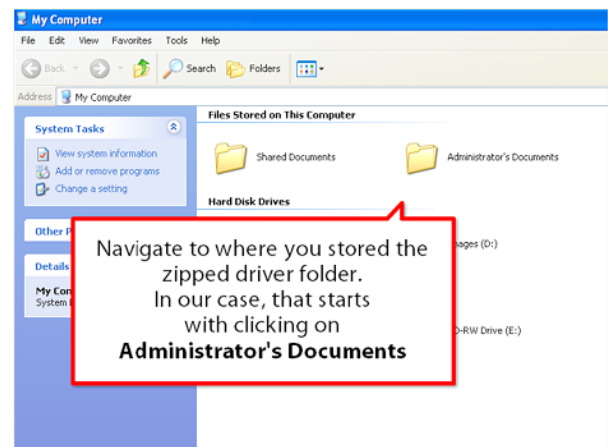 My Computer
File Edit View Favorites Tools Help
Back Search Folders
Address My Computer
Files Stored on This Computer
System Tasks
View system information
Add or remove programs
Change a setting
Shared Documents
Administrator's Documents
Hard Disk Drives
Other
Details
(D:)
My
System
D-RW Drive (E:)
Navigate to where you stored the
zipped driver folder.
In our case, that starts
with clicking on
Administrator's Documents